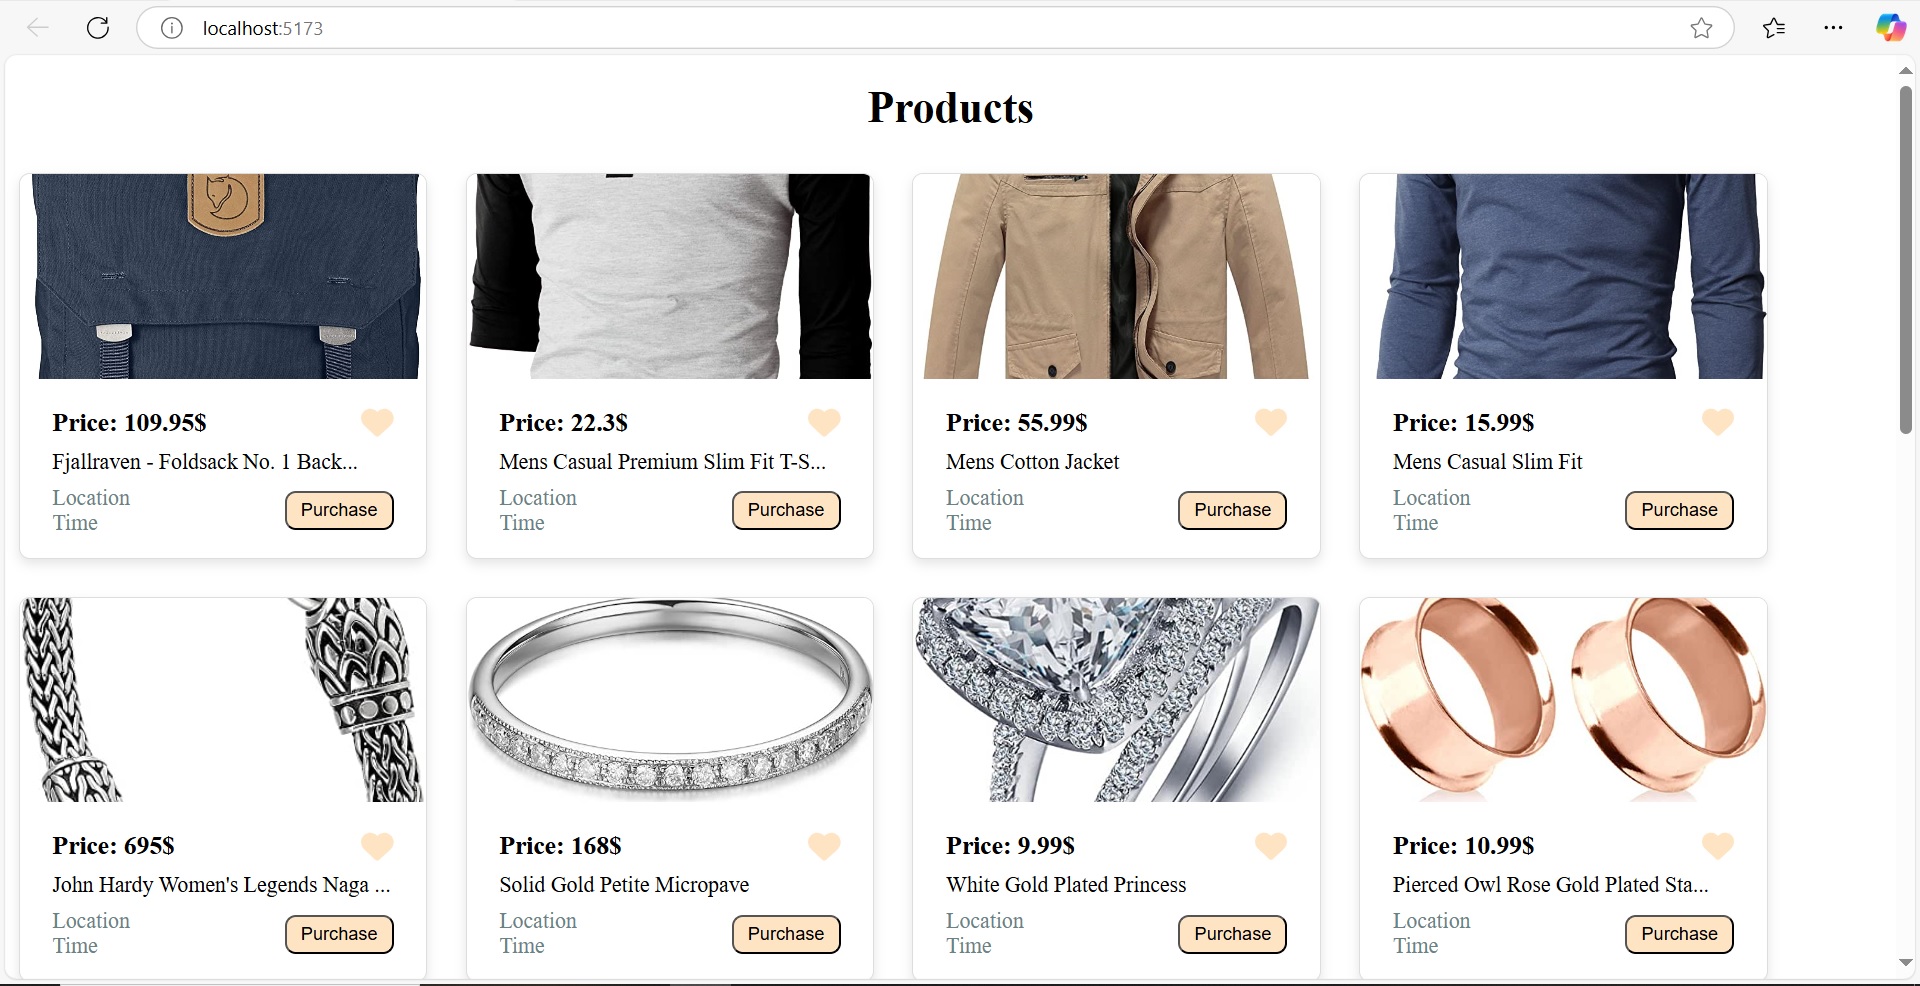 localhost:5173
Products
Price: 109.95$
Fjallraven - Foldsack No. 1 Back...
Location
Time
Purchase
Price: 22.3$
Mens Casual Premium Slim Fit T-S...
Location
Time
Purchase
Price: 55.99$
Mens Cotton Jacket
Location
Time
Purchase
Price: 15.99$
Mens Casual Slim Fit
Location
Time
Purchase
Price: 695$
John Hardy Women's Legends Naga ...
Location
Time
Purchase
Price: 168$
Solid Gold Petite Micropave
Location
Time
Purchase
Price: 9.99$
White Gold Plated Princess
Location
Time
Purchase
Price: 10.99$
Pierced Owl Rose Gold Plated Sta...
Location
Time
Purchase